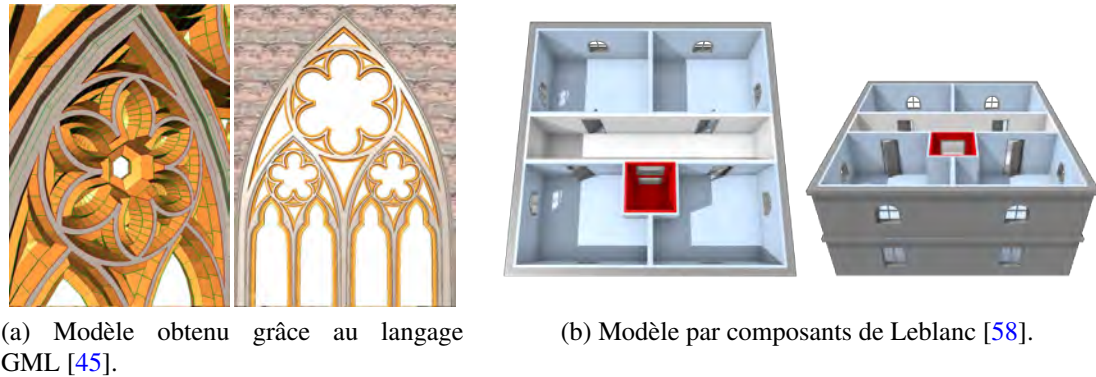 (a) Modèle obtenu grâce au langage
GML [45].
(b) Modèle par composants de Leblanc [58].